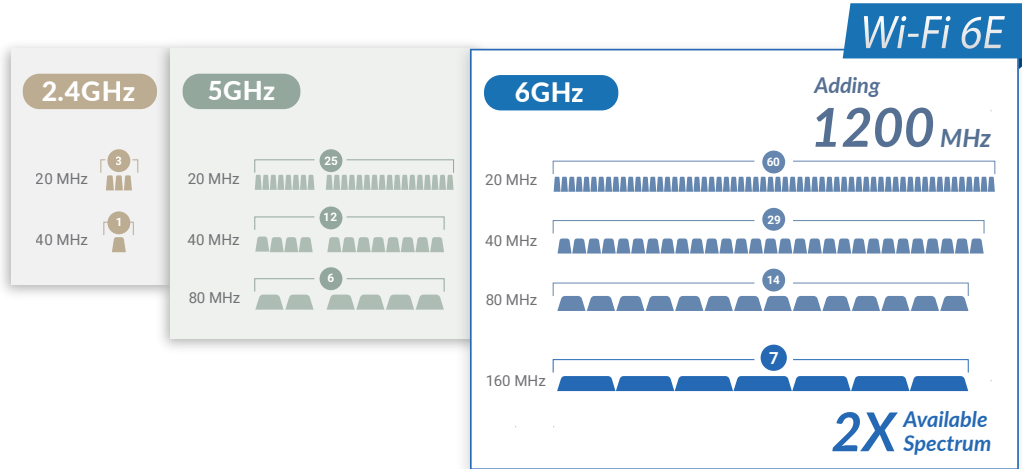 Wi-Fi 6E
2.4GHz
3
20 MHz
1
40 MHz
5GHz
25
20 MHz
12
40 MHz
6
80 MHz
6GHz
Adding
1200 MHz
60
20 MHz
29
40 MHz
14
80 MHz
7
160 MHz
2X Available
Spectrum